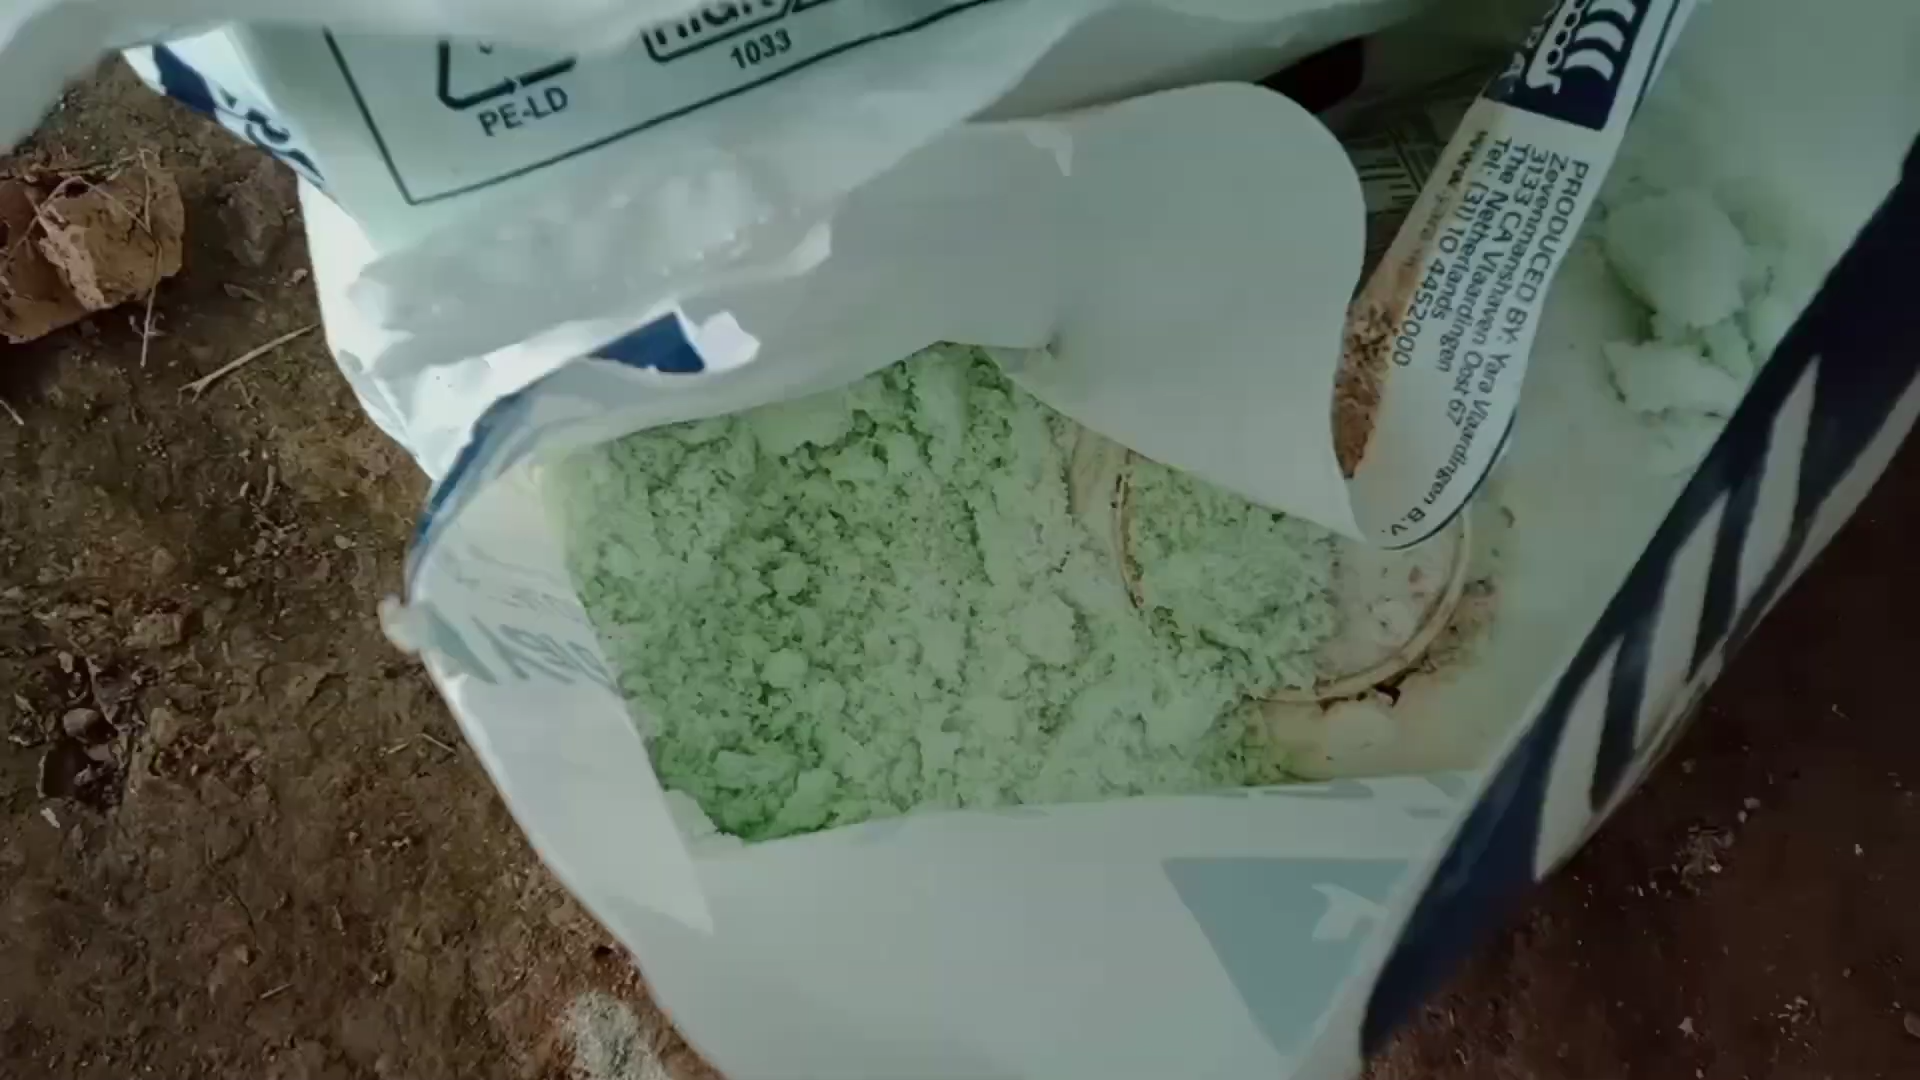 1033
PE-LD
PRODUCED BY: Yara Vlaardingen B.V.
Zevenmanshaven Oost 67
3133 CA Vlaardingen
The Netherlands
Tel: (31) 10 4452000